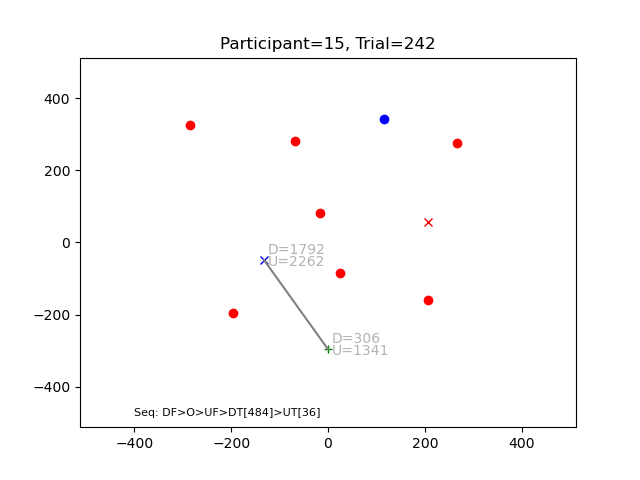 Participant=15, Trial=242
400
200
0
−200
−400
D=1792
U=2262
D=306
U=1341
Seq: DF>O>UF>DT[484]>UT[36]
−400 −200 0 200 400